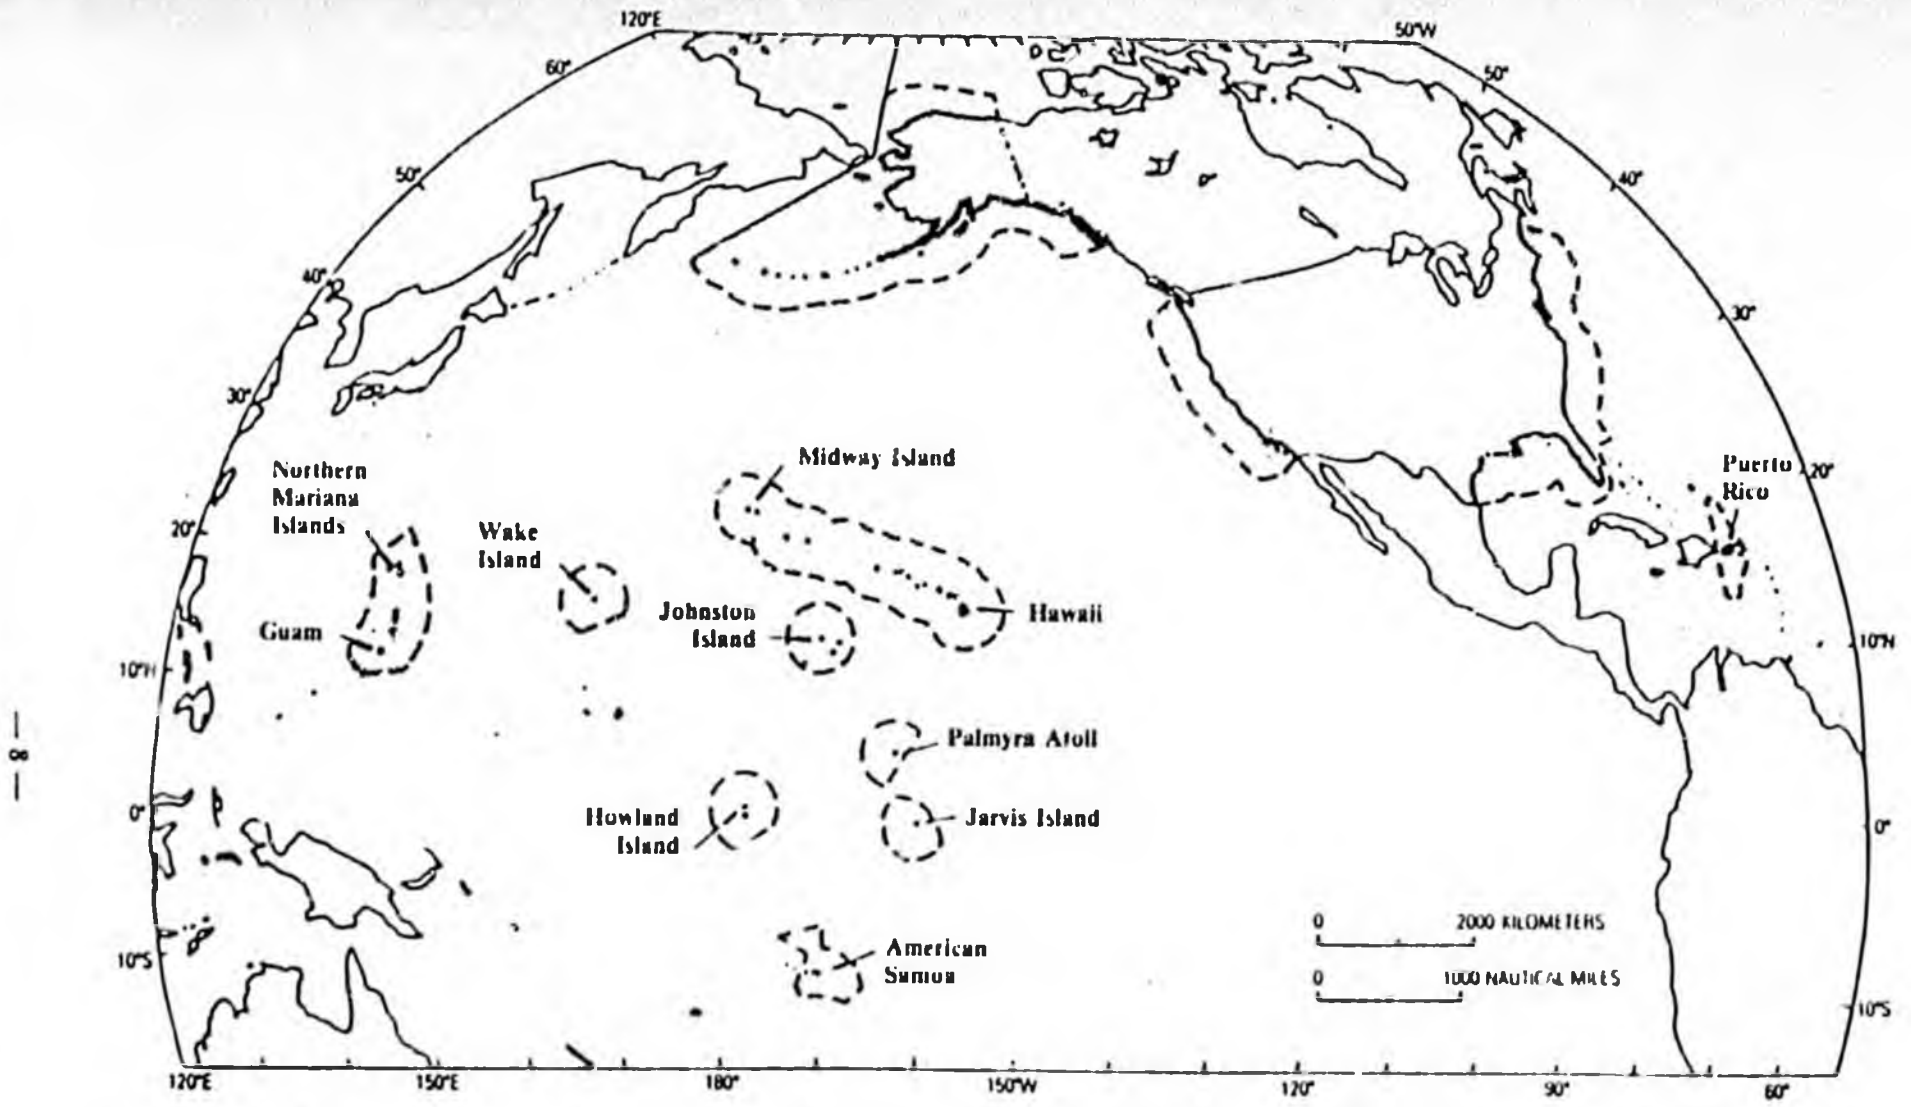 120°E
50°W
60°
50°
50°
40°
40°
30°
30°
20°
20°
10°N
10°N
0°
0°
10°S
10°S
Midway Island
Northern
Mariana
Islands
Wake
Island
Puerto
Rico
Guam
Johnston
Island
Hawaii
Palmyra Atoll
Howland
Island
Jarvis Island
American
Samoa
0 2000 KILOMETERS
0 1000 NAUTICAL MILES
120°E 150°E 180° 150°W 120° 90° 60°
— 8 —